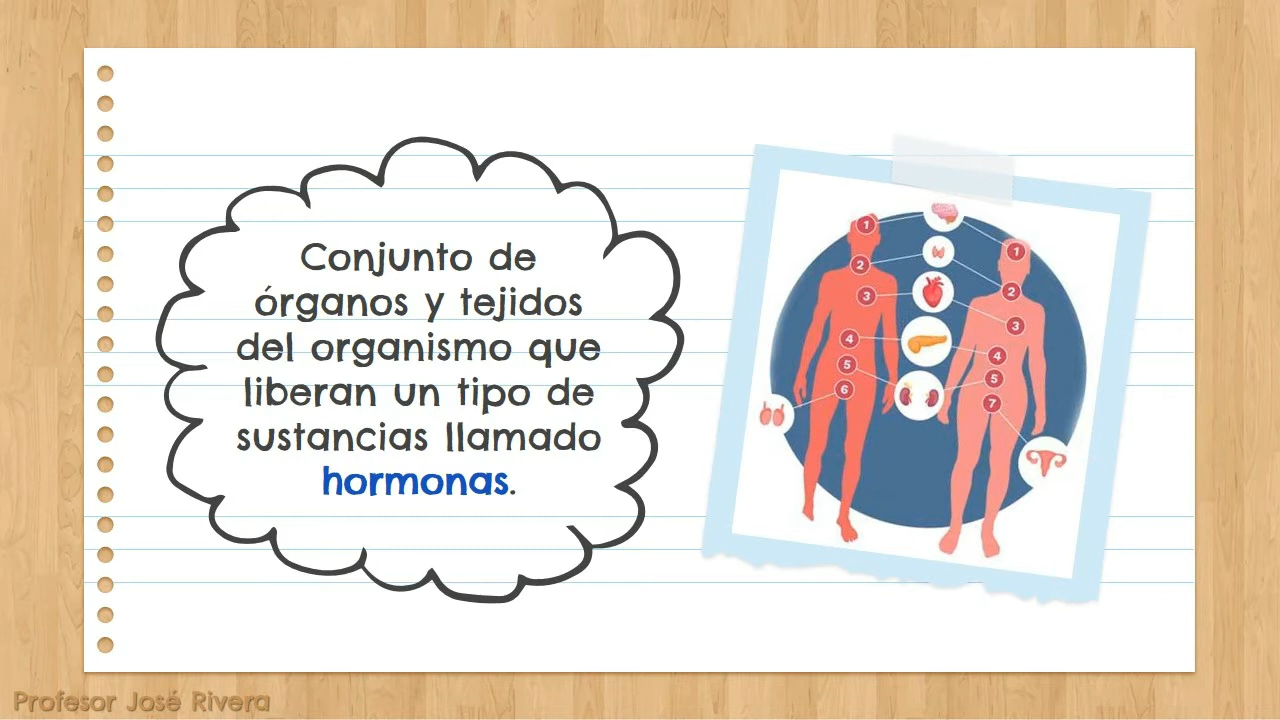 Conjunto de
órganos y tejidos
del organismo que
liberan un tipo de
sustancias llamado
hormonas.
1
1
2
2
3
3
4
4
5
5
6
7
Profesor José Rivera